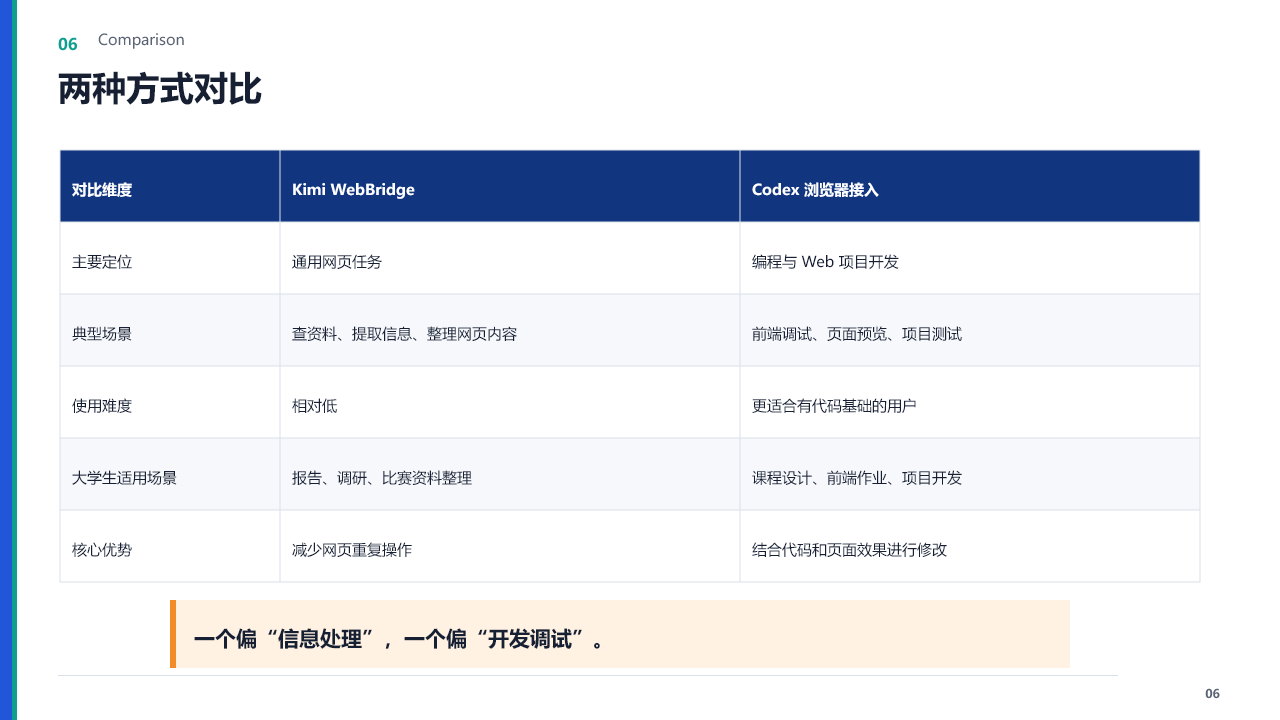 06 Comparison
两种方式对比
对比维度 Kimi WebBridge Codex 浏览器接入
主要定位 通用网页任务 编程与 Web 项目开发
典型场景 查资料、提取信息、整理网页内容 前端调试、页面预览、项目测试
使用难度 相对低 更适合有代码基础的用户
大学生适用场景 报告、调研、比赛资料整理 课程设计、前端作业、项目开发
核心优势 减少网页重复操作 结合代码和页面效果进行修改
一个偏“信息处理”，一个偏“开发调试”。
06